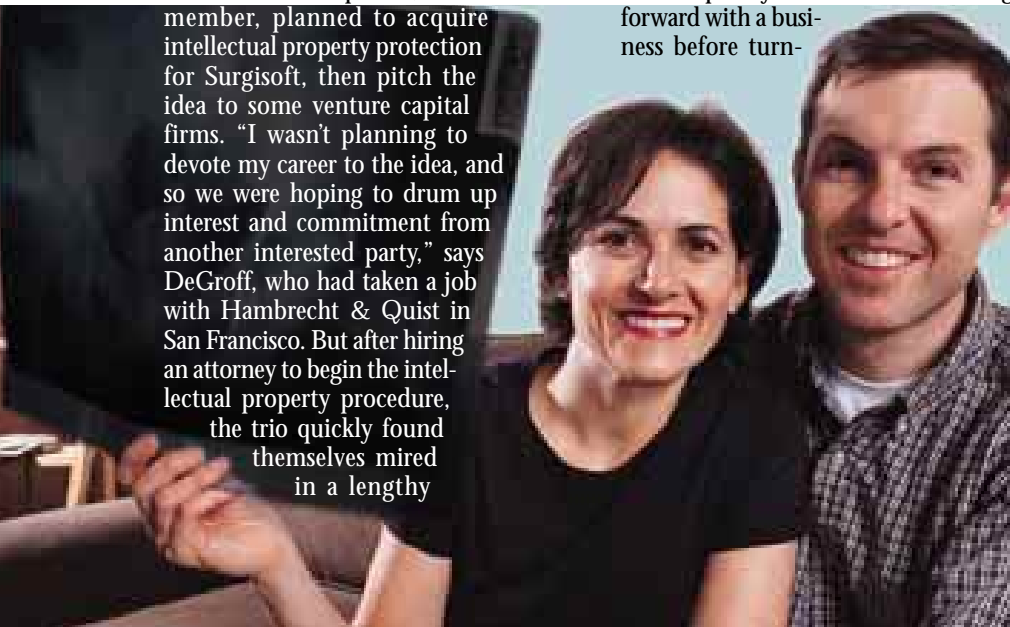 member, planned to acquire
intellectual property protection
for Surgisoft, then pitch the
idea to some venture capital
firms. “I wasn’t planning to
devote my career to the idea, and
so we were hoping to drum up
interest and commitment from
another interested party,” says
DeGroff, who had taken a job
with Hambrecht & Quist in
San Francisco. But after hiring
an attorney to begin the intel-
lectual property procedure,
the trio quickly found
themselves mired
in a lengthy
forward with a busi-
ness before turn-